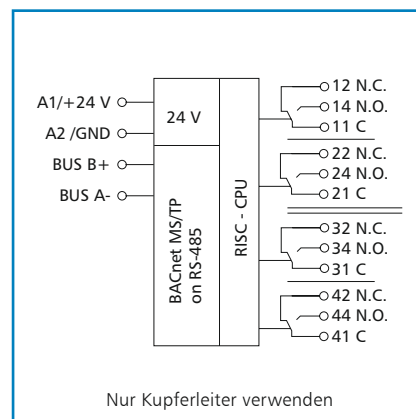 A1/+24 V
A2 /GND
BUS B+
BUS A-
24 V
BACnet MS/TP
on RS-485
RISC - CPU
12 N.C.
14 N.O.
11 C
22 N.C.
24 N.O.
21 C
32 N.C.
34 N.O.
31 C
42 N.C.
44 N.O.
41 C
Nur Kupferleiter verwenden